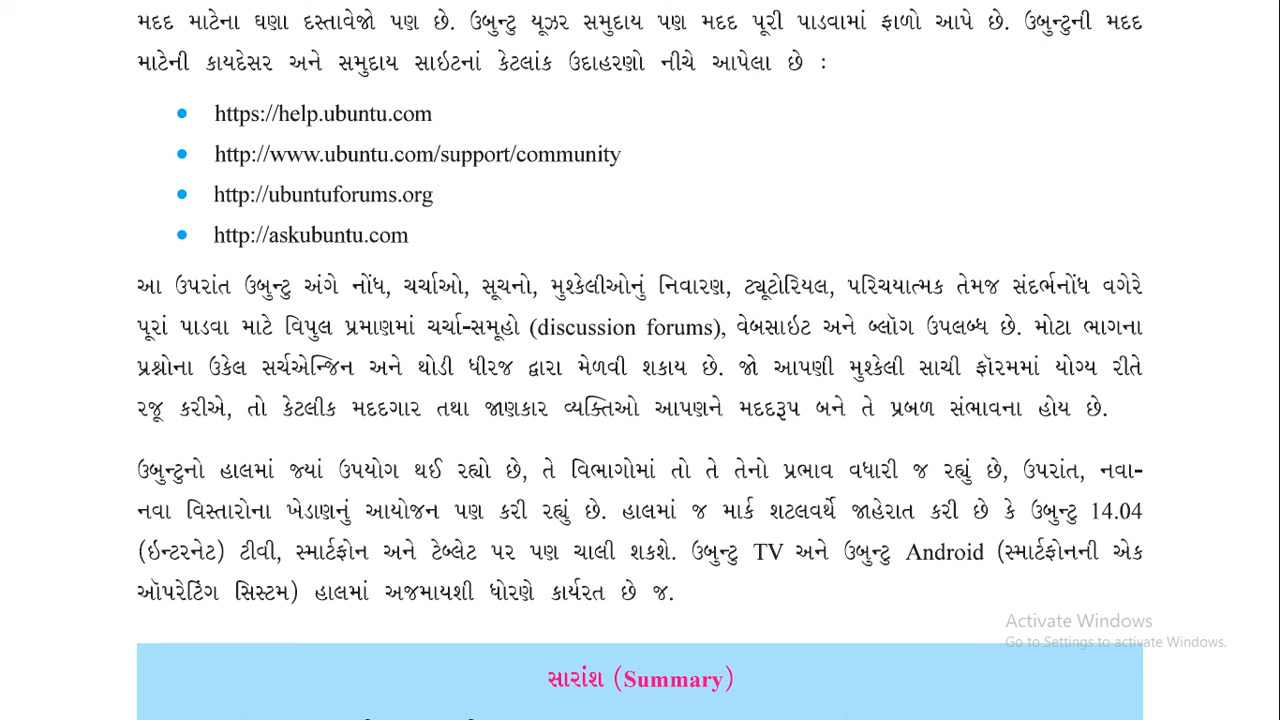 મદદ માટેના ઘણા દસ્તાવેજો પણ છે. ઉબુન્ટુ યૂઝર સમુદાય પણ મદદ પૂરી પાડવામાં ફાળો આપે છે. ઉબુન્ટુની મદદ
માટેની કાયદેસર અને સમુદાય સાઇટનાં કેટલાંક ઉદાહરણો નીચે આપેલા છે :
• https://help.ubuntu.com
• http://www.ubuntu.com/support/community
• http://ubuntuforums.org
• http://askubuntu.com
આ ઉપરાંત ઉબુન્ટુ અંગે નોંધ, ચર્ચાઓ, સૂચનો, મુશ્કેલીઓનું નિવારણ, ટ્યૂટોરિયલ, પરિચયાત્મક તેમજ સંદર્ભનોંધ વગેરે
પૂરાં પાડવા માટે વિપુલ પ્રમાણમાં ચર્ચા-સમૂહો (discussion forums), વેબસાઇટ અને બ્લૉગ ઉપલબ્ધ છે. મોટા ભાગના
પ્રશ્નોના ઉકેલ સર્ચએન્જિન અને થોડી ધીરજ દ્વારા મેળવી શકાય છે. જો આપણી મુશ્કેલી સાચી ફૉરમમાં યોગ્ય રીતે
રજૂ કરીએ, તો કેટલીક મદદગાર તથા જાણકાર વ્યક્તિઓ આપણને મદદરૂપ બને તે પ્રબળ સંભાવના હોય છે.
ઉબુન્ટુનો હાલમાં જ્યાં ઉપયોગ થઈ રહ્યો છે, તે વિભાગોમાં તો તે તેનો પ્રભાવ વધારી જ રહ્યું છે, ઉપરાંત, નવા-
નવા વિસ્તારોના ખેડાણનું આયોજન પણ કરી રહ્યું છે. હાલમાં જ માર્ક શટલવર્થે જાહેરાત કરી છે કે ઉબુન્ટુ 14.04
(ઇન્ટરનેટ) ટીવી, સ્માર્ટફોન અને ટેબ્લેટ પર પણ ચાલી શકશે. ઉબુન્ટુ TV અને ઉબુન્ટુ Android (સ્માર્ટફોનની એક
ઑપરેટિંગ સિસ્ટમ) હાલમાં અજમાયશી ધોરણે કાર્યરત છે જ.
Activate Windows
Go to Settings to activate Windows.
સારાંશ (Summary)